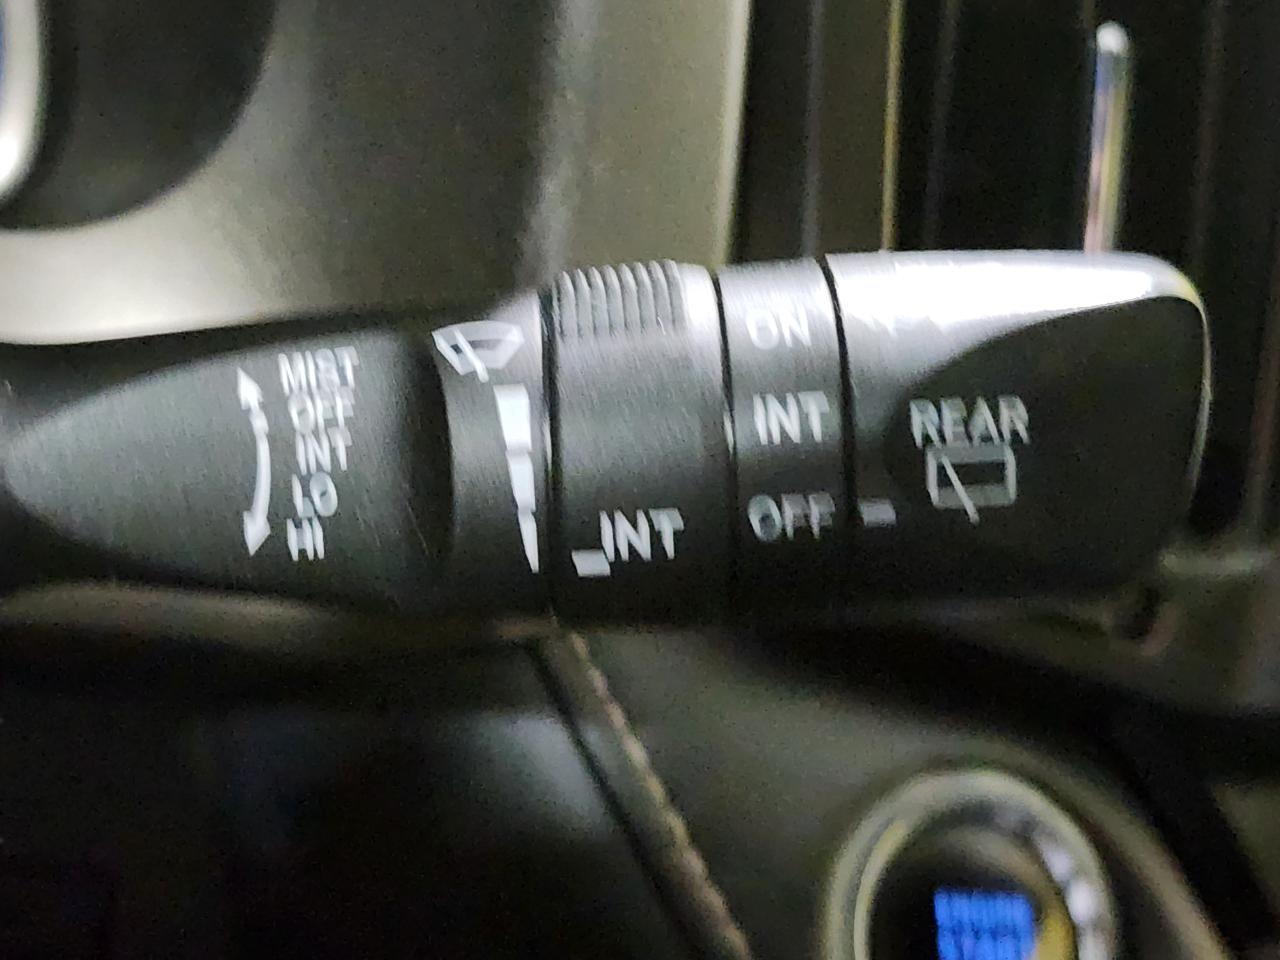 MIST
OFF
INT
LO
HI
INT
ON
INT
OFF
REAR